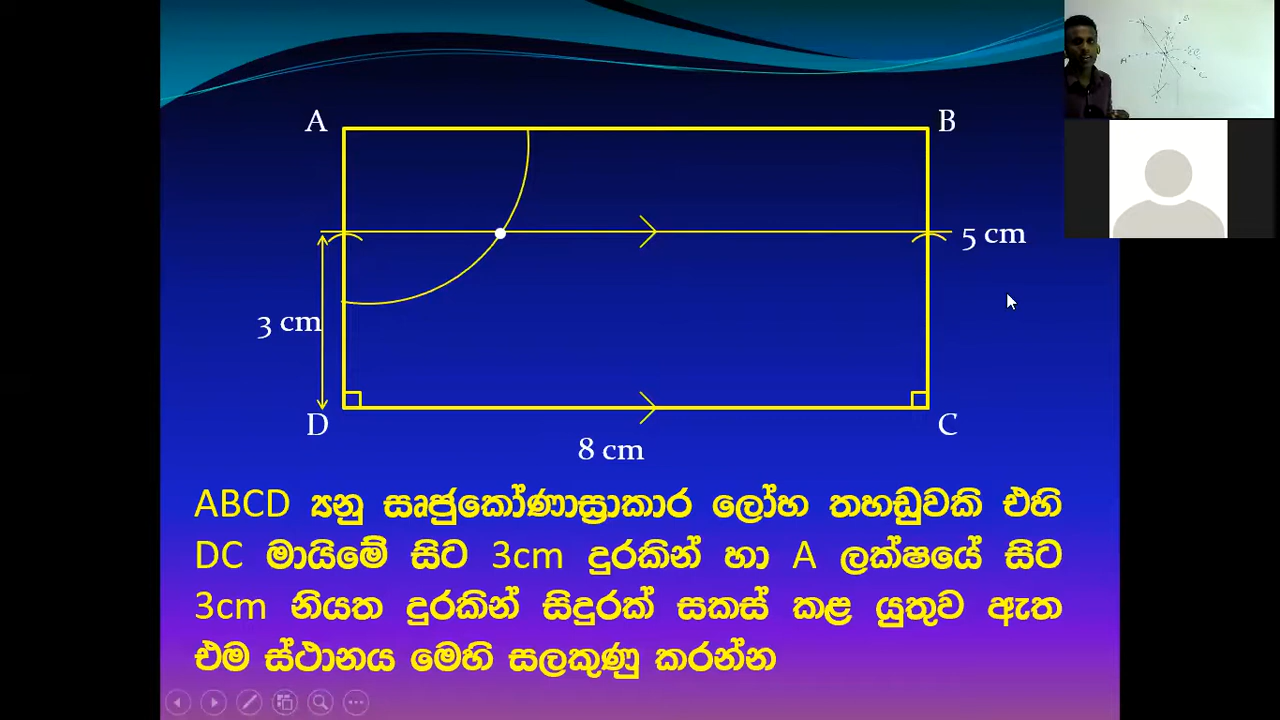 A
B
5 cm
3 cm
D
C
8 cm
ABCD යනු සෘජුකෝණාස්‍රාකාර ලෝහ තහඩුවකි එහි
DC මායිමේ සිට 3cm දුරකින් හා A ලක්ෂයේ සිට
3cm නියත දුරකින් සිදුරක් සකස් කළ යුතුව ඇත
එම ස්ථානය මෙහි සලකුණු කරන්න